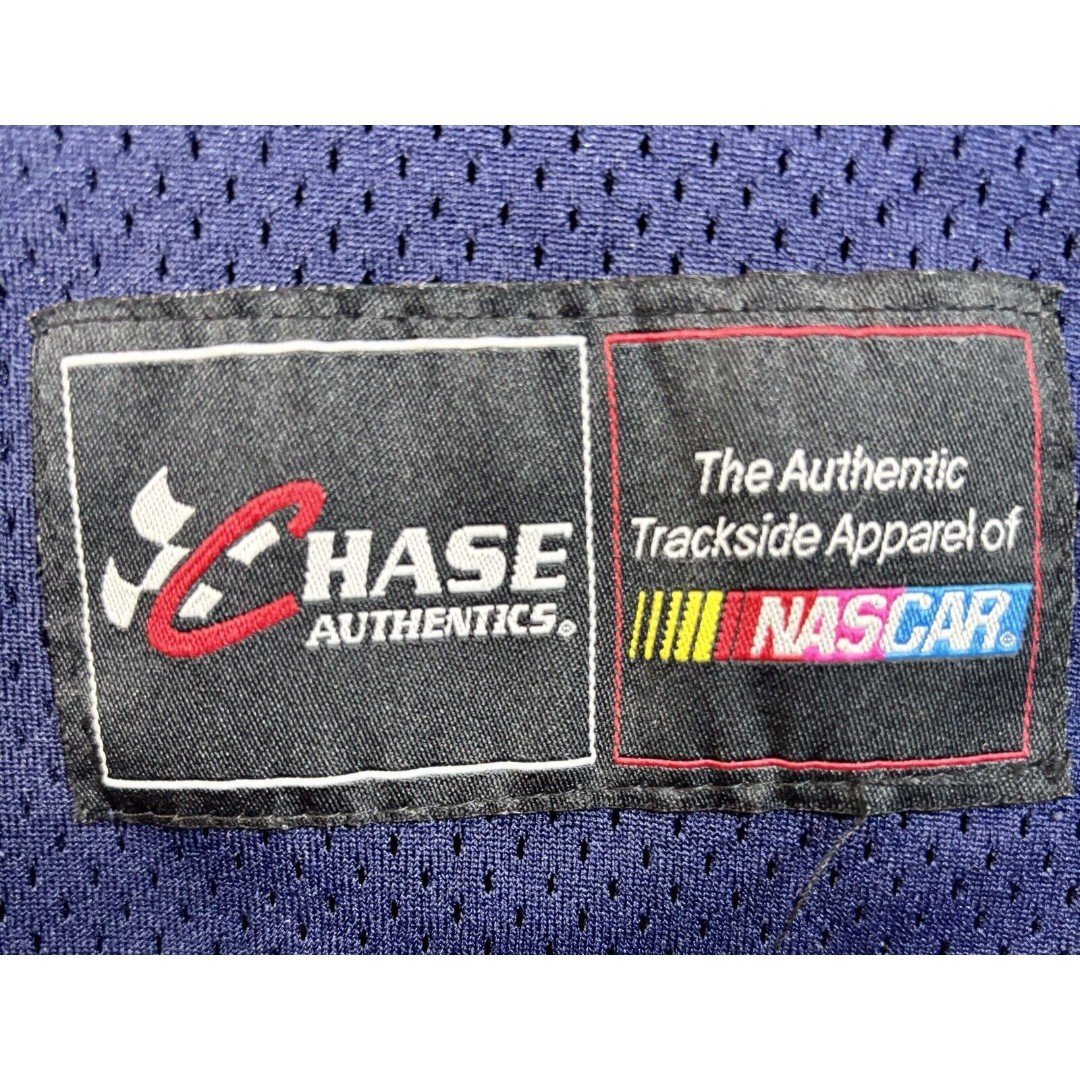 CHASE
AUTHENTICS®
The Authentic
Trackside Apparel of
NASCAR®